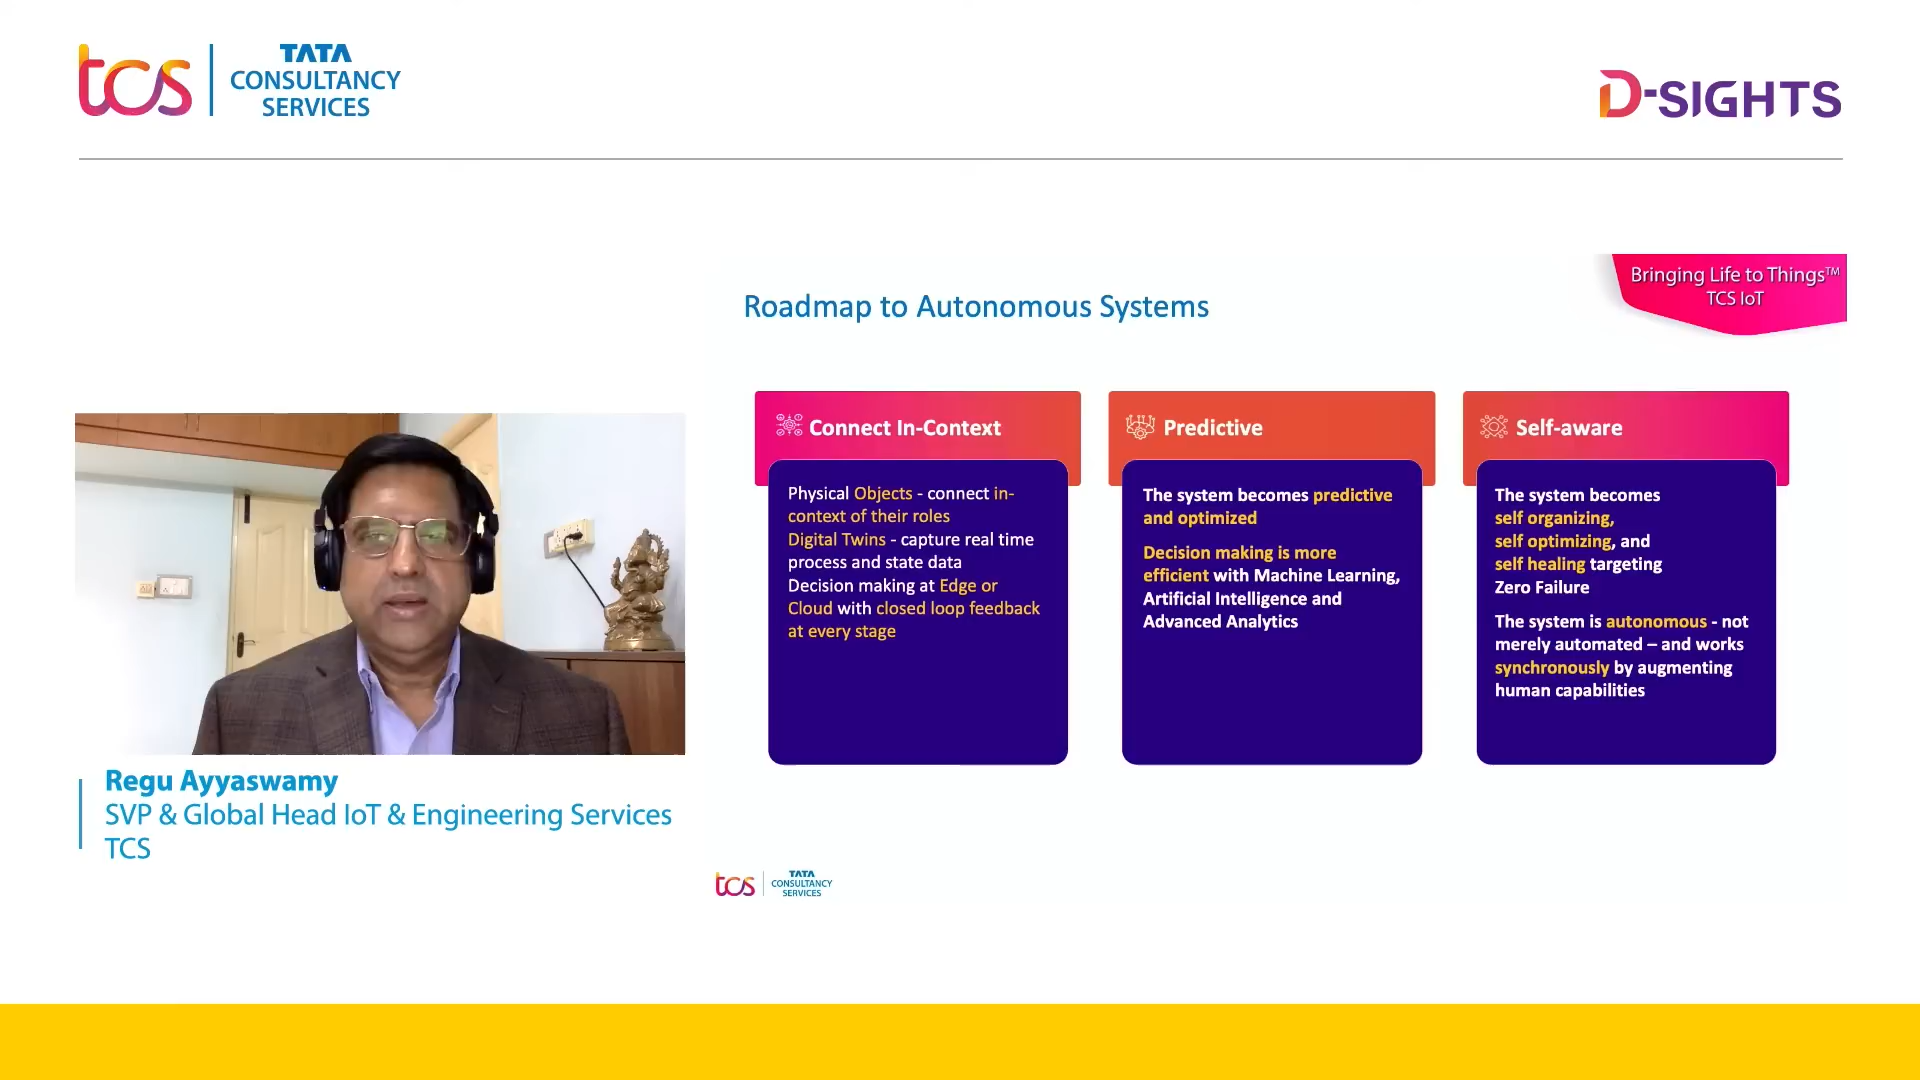 tcs
TATA
CONSULTANCY
SERVICES
D-SIGHTS
Bringing Life to Things™
TCS IoT
Roadmap to Autonomous Systems
Connect In-Context
Physical Objects - connect in-
context of their roles
Digital Twins - capture real time
process and state data
Decision making at Edge or
Cloud with closed loop feedback
at every stage
Predictive
The system becomes predictive
and optimized
Decision making is more
efficient with Machine Learning,
Artificial Intelligence and
Advanced Analytics
Self-aware
The system becomes
self organizing,
self optimizing, and
self healing targeting
Zero Failure
The system is autonomous - not
merely automated – and works
synchronously by augmenting
human capabilities
Regu Ayyaswamy
SVP & Global Head IoT & Engineering Services
TCS
tcs
TATA
CONSULTANCY
SERVICES